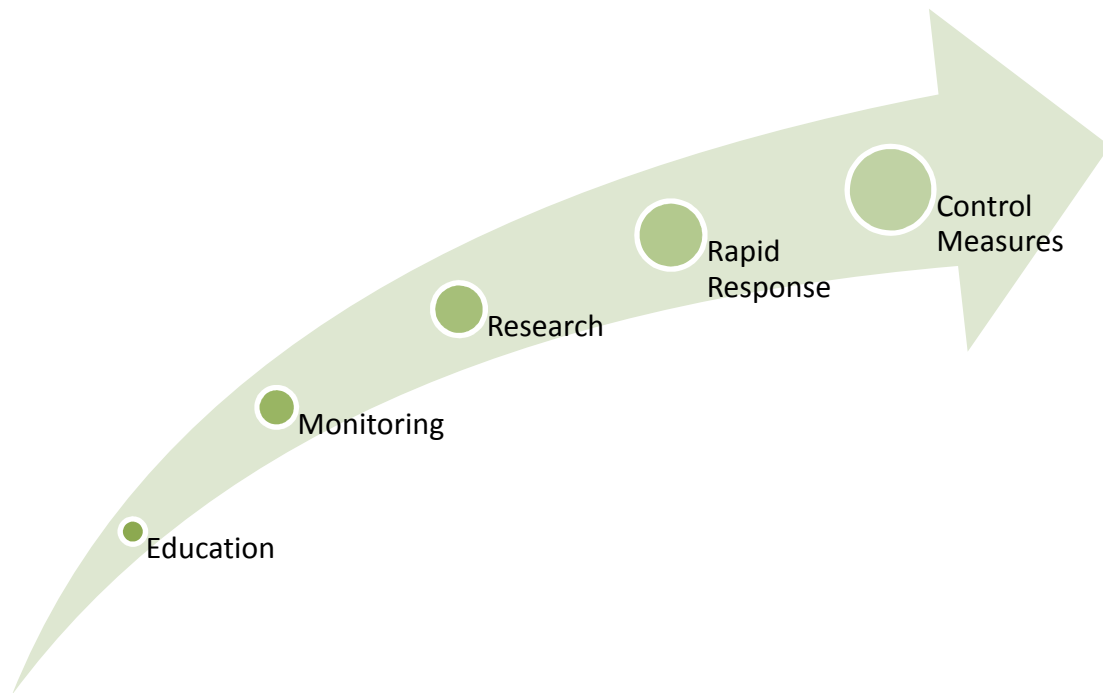 Education
Monitoring
Research
Rapid
Response
Control
Measures